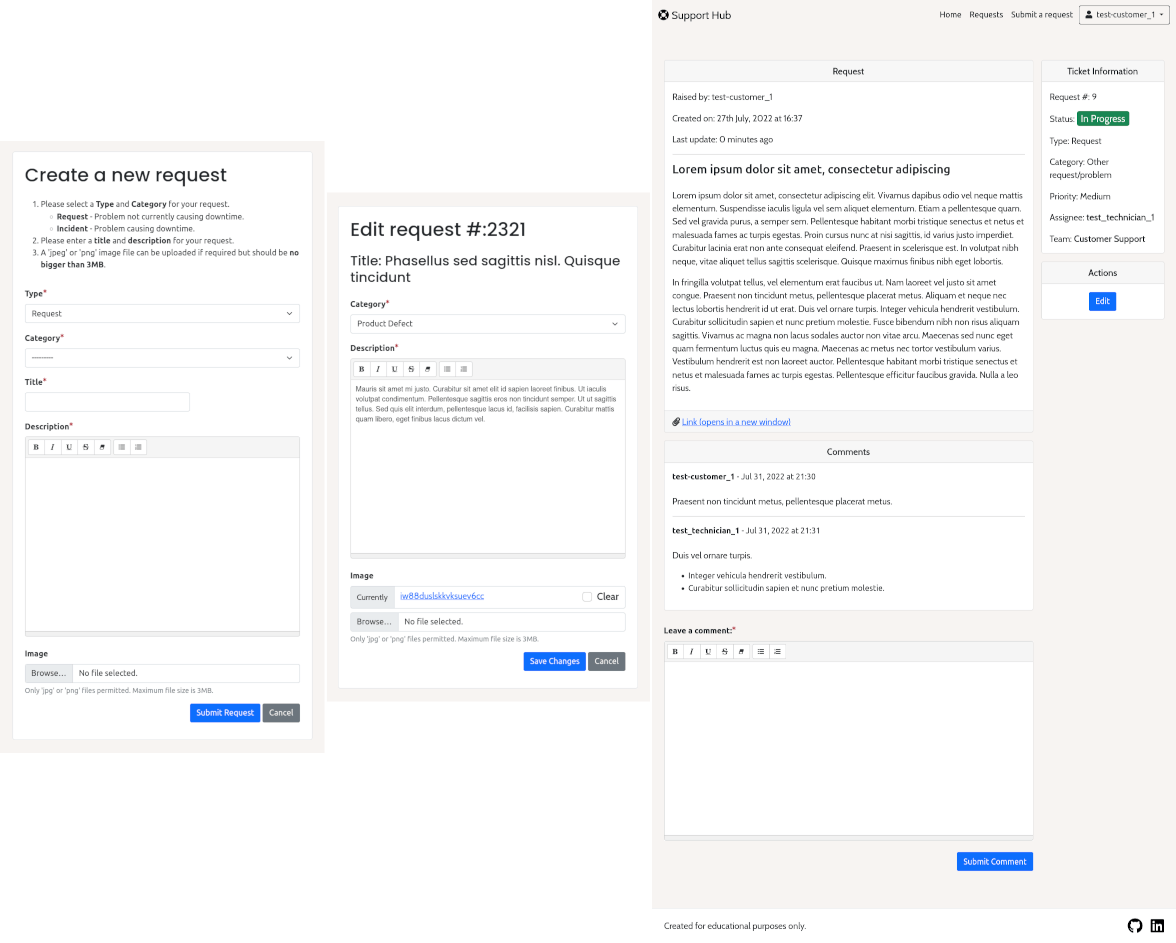 Create a new request
1. Please select a Type and Category for your request.
Request - Problem not currently causing downtime.
Incident - Problem causing downtime.
2. Please enter a title and description for your request.
3. A 'jpeg' or 'png' image file can be uploaded if required but should be no
bigger than 3MB.
Type*
Request
Category*
---------
Title*
Description*
B I U S
Image
Browse... No file selected.
Only 'jpg' or 'png' files permitted. Maximum file size is 3MB.
Submit Request Cancel
Edit request #:2321
Title: Phasellus sed sagittis nisl. Quisque
tincidunt
Category*
Product Defect
Description*
B I U S
Mauris sit amet mi justo. Curabitur sit amet elit id sapien laoreet finibus. Ut iaculis
volutpat condimentum. Pellentesque sagittis eros non tincidunt semper. Ut ut sagittis
tellus. Sed quis elit interdum, pellentesque lacus id, facilisis sapien. Curabitur mattis
quam libero, eget finibus lacus dictum vel.
Image
Currently iw88duslskkvksuev6cc Clear
Browse... No file selected.
Only 'jpg' or 'png' files permitted. Maximum file size is 3MB.
Save Changes Cancel
Support Hub
Home Requests Submit a request test-customer_1
Request
Raised by: test-customer_1
Created on: 27th July, 2022 at 16:37
Last update: 0 minutes ago
Lorem ipsum dolor sit amet, consectetur adipiscing
Lorem ipsum dolor sit amet, consectetur adipiscing elit. Vivamus dapibus odio vel neque mattis
elementum. Suspendisse iaculis ligula vel sem aliquet elementum. Etiam a pellentesque quam.
Sed vel gravida purus, a semper sem. Pellentesque habitant morbi tristique senectus et netus et
malesuada fames ac turpis egestas. Proin cursus nunc at nisi sagittis, id varius justo imperdiet.
Curabitur lacinia erat non ante consequat eleifend. Praesent in scelerisque est. In volutpat nibh
neque, vitae aliquet tellus sagittis scelerisque. Quisque maximus finibus nibh eget lobortis.
In fringilla volutpat tellus, vel elementum erat faucibus ut. Nam laoreet vel justo sit amet
congue. Praesent non tincidunt metus, pellentesque placerat metus. Aliquam et neque nec
lectus lobortis hendrerit id ut erat. Duis vel ornare turpis. Integer vehicula hendrerit vestibulum.
Curabitur sollicitudin sapien et nunc pretium molestie. Fusce bibendum nibh non risus aliquam
sagittis. Vivamus ac magna non lacus sodales auctor non vitae arcu. Maecenas sed nunc eget
quam fermentum luctus quis eu magna. Maecenas ac metus nec tortor vestibulum varius.
Vestibulum hendrerit est non laoreet auctor. Pellentesque habitant morbi tristique senectus et
netus et malesuada fames ac turpis egestas. Pellentesque efficitur faucibus gravida. Nulla a leo
risus.
Link (opens in a new window)
Comments
test-customer_1 - Jul 31, 2022 at 21:30
Praesent non tincidunt metus, pellentesque placerat metus.
test_technician_1 - Jul 31, 2022 at 21:31
Duis vel ornare turpis.
Integer vehicula hendrerit vestibulum.
Curabitur sollicitudin sapien et nunc pretium molestie.
Leave a comment:*
B I U S
Submit Comment
Ticket Information
Request #: 9
Status: In Progress
Type: Request
Category: Other
request/problem
Priority: Medium
Assignee: test_technician_1
Team: Customer Support
Actions
Edit
Created for educational purposes only.